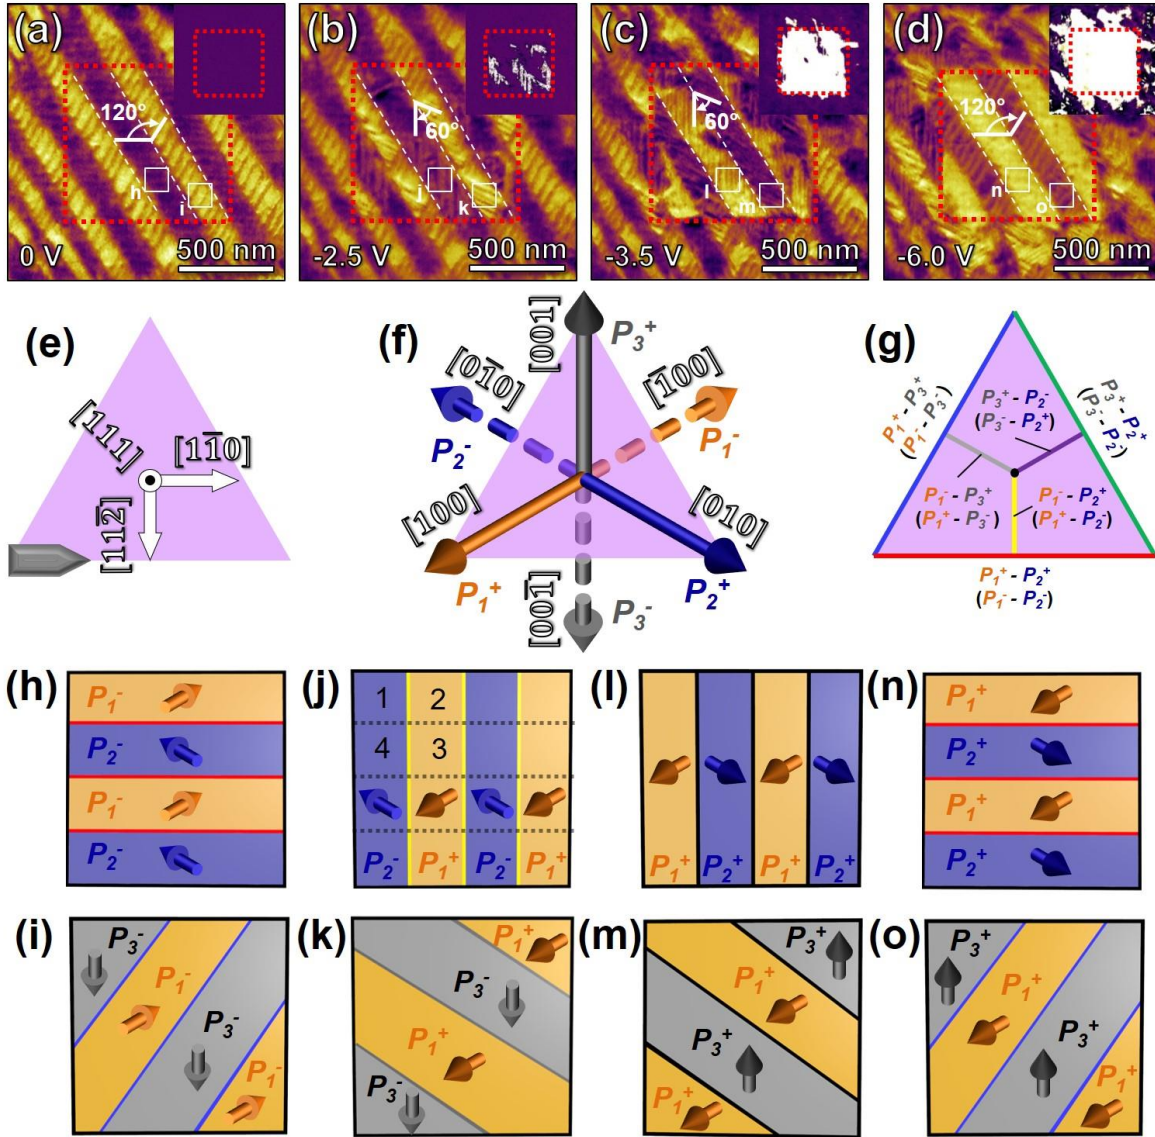 (a)
120°
h
i
0 V
500 nm
(b)
60°
j
k
-2.5 V
500 nm
(c)
60°
l
m
-3.5 V
500 nm
(d)
120°
n
o
-6.0 V
500 nm
(e)
[111]
[11̅0]
[112̅]
(f)
[001]
P₃⁺
[01̅0]
P₂⁻
[1̅00]
P₁⁻
[100]
P₁⁺
[010]
P₂⁺
[001̅]
P₃⁻
(g)
P₁⁺ - P₃⁺
(P₁⁻ - P₃⁻)
P₃⁺ - P₂⁻
(P₃⁻ - P₂⁺)
P₃⁺ - P₂⁺
(P₃⁻ - P₂⁻)
P₁⁻ - P₃⁺
(P₁⁺ - P₃⁻)
P₁⁻ - P₂⁺
(P₁⁺ - P₂⁻)
P₁⁺ - P₂⁺
(P₁⁻ - P₂⁻)
(h)
P₁⁻
P₂⁻
P₁⁻
P₂⁻
(j)
1 2
4 3
P₂⁻ P₁⁺ P₂⁻ P₁⁺
(l)
P₁⁺ P₂⁺ P₁⁺ P₂⁺
(n)
P₁⁺
P₂⁺
P₁⁺
P₂⁺
(i)
P₃⁻
P₁⁻
P₃⁻
P₁⁻
(k)
P₁⁺
P₃⁻
P₁⁺
P₃⁻
(m)
P₃⁺
P₁⁺
P₃⁺
P₁⁺
(o)
P₃⁺
P₁⁺
P₃⁺
P₁⁺